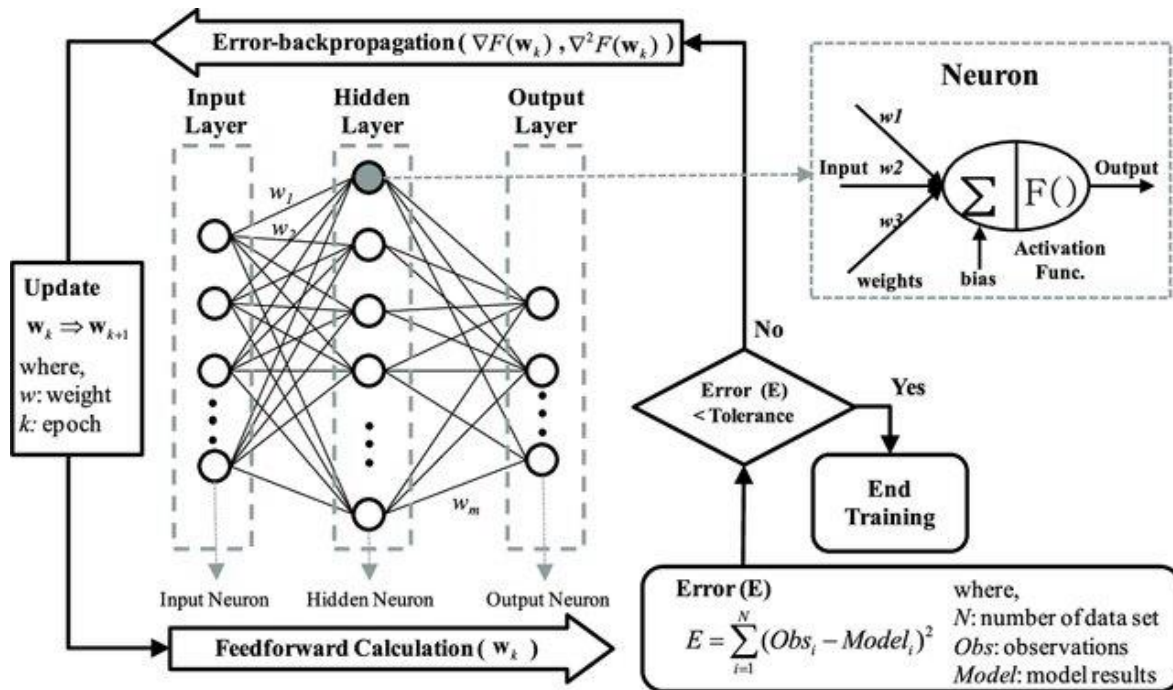 Error-backpropagation ( ∇F(w_k) , ∇²F(w_k) )
Input
Layer
Hidden
Layer
Output
Layer
w_1
w_2
w_m
Input Neuron
Hidden Neuron
Output Neuron
Update
w_k ⇒ w_{k+1}
where,
w: weight
k: epoch
Feedforward Calculation ( w_k )
Neuron
w1
Input w2
w3
weights
∑ F()
Output
bias
Activation
Func.
No
Error (E)
< Tolerance
Yes
End
Training
Error (E)
E = ∑_{i=1}^{N} (Obs_i − Model_i)²
where,
N: number of data set
Obs: observations
Model: model results